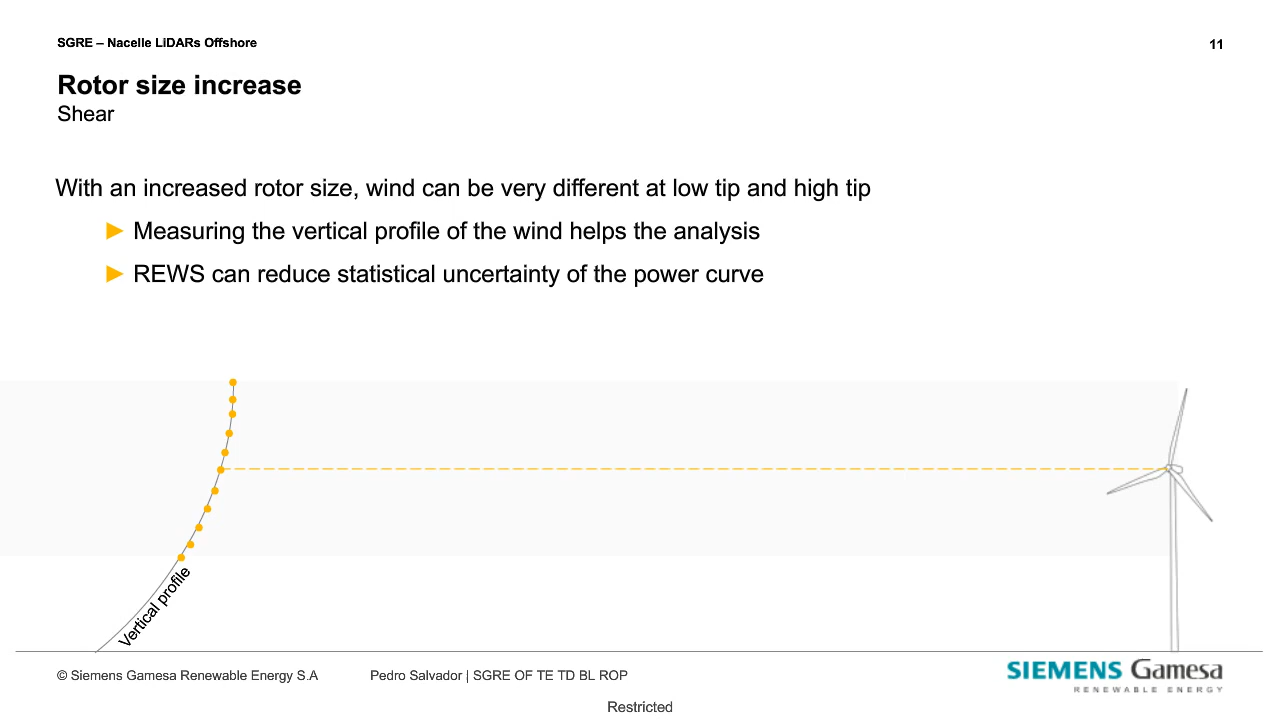 SGRE – Nacelle LiDARs Offshore
11
Rotor size increase
Shear
With an increased rotor size, wind can be very different at low tip and high tip
► Measuring the vertical profile of the wind helps the analysis
► REWS can reduce statistical uncertainty of the power curve
Vertical profile
© Siemens Gamesa Renewable Energy S.A
Pedro Salvador | SGRE OF TE TD BL ROP
SIEMENS Gamesa
RENEWABLE ENERGY
Restricted